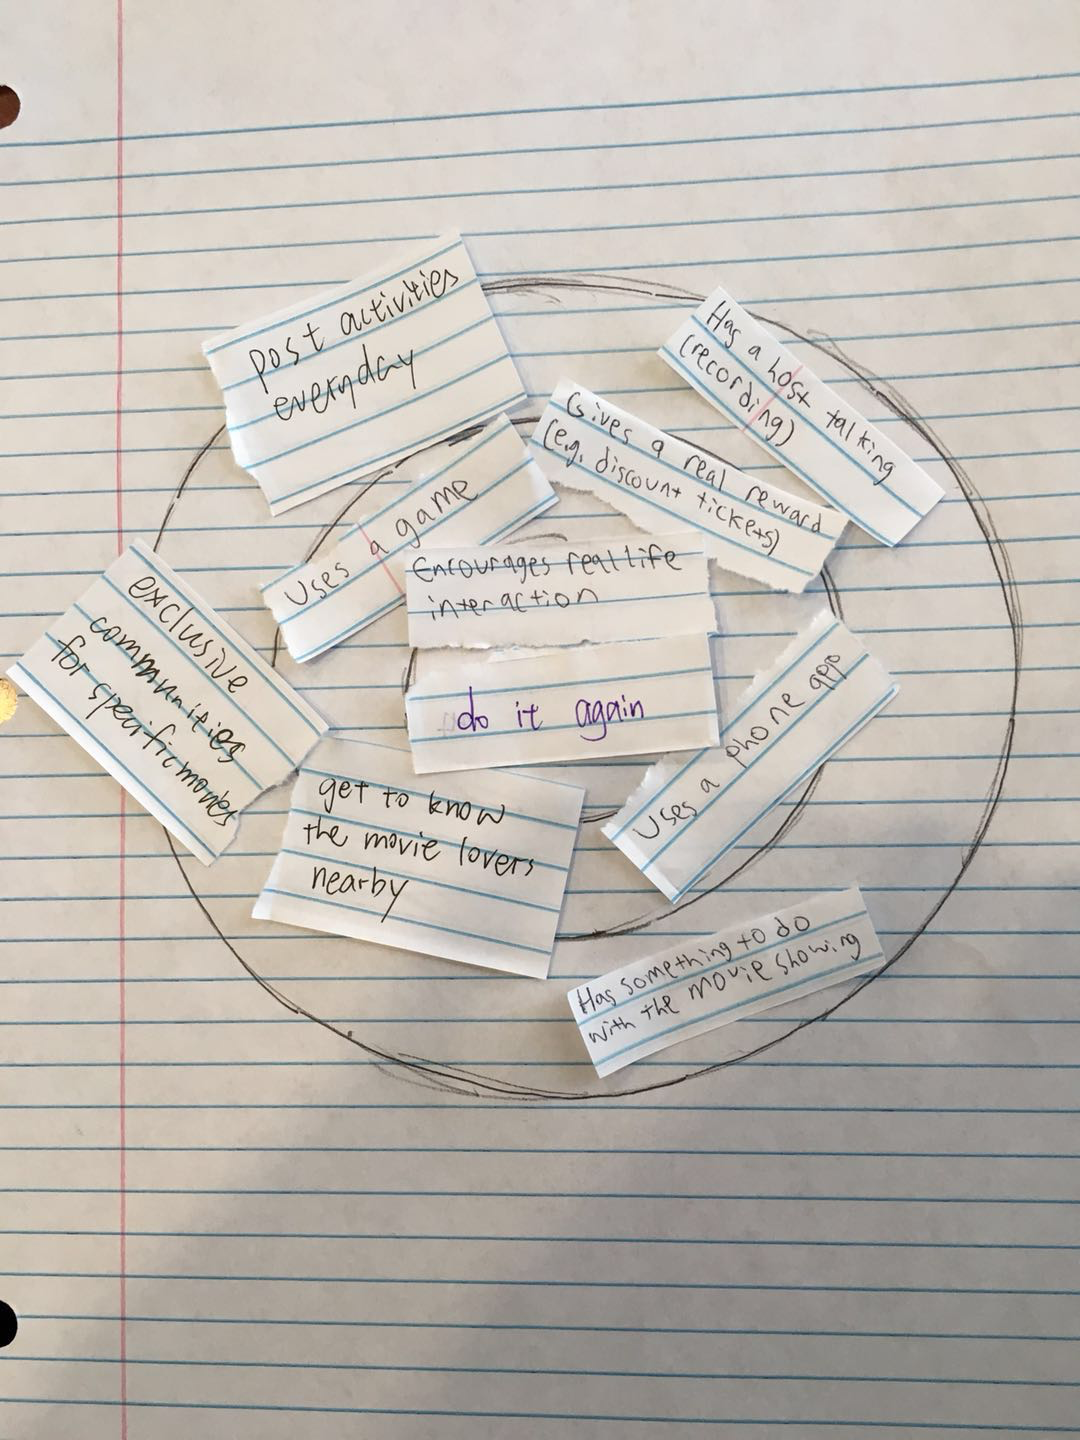 post activities
everyday
Has a host talking
(recording)
Gives a real reward
(e.g. discount tickets)
Uses a game
Encourages real life
interaction
exclusive
communities
for specific movies
do it again
Uses a phone app
get to know
the movie lovers
nearby
Has something to do
with the movie showing